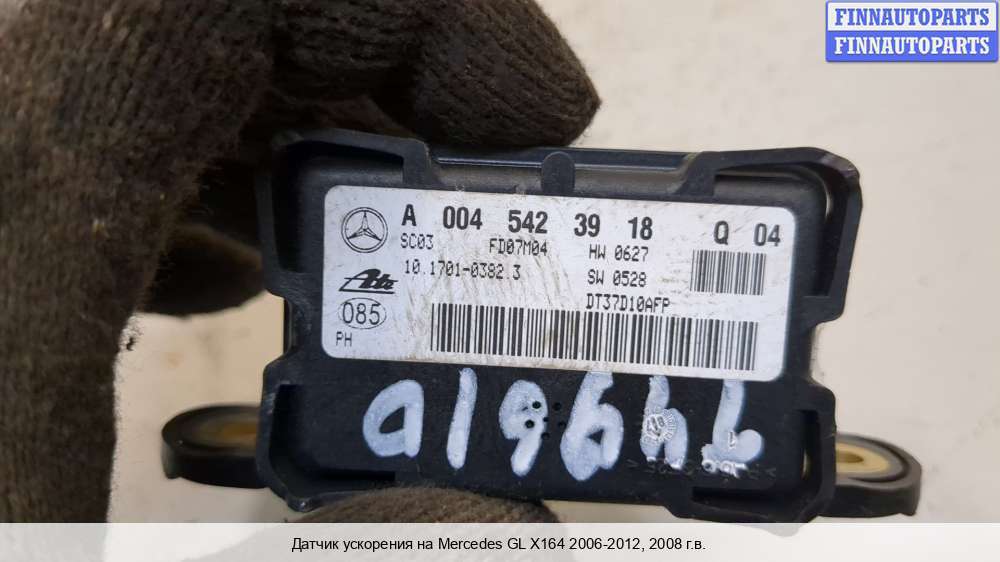 FINNAUTOPARTS
FINNAUTOPARTS
A 004 542 39 18 Q 04
SC03 FD07M04 HW 0627
10.1701-0382.3 SW 0528
Ate
DT37D10AFP
085
PH
Датчик ускорения на Mercedes GL X164 2006-2012, 2008 г.в.